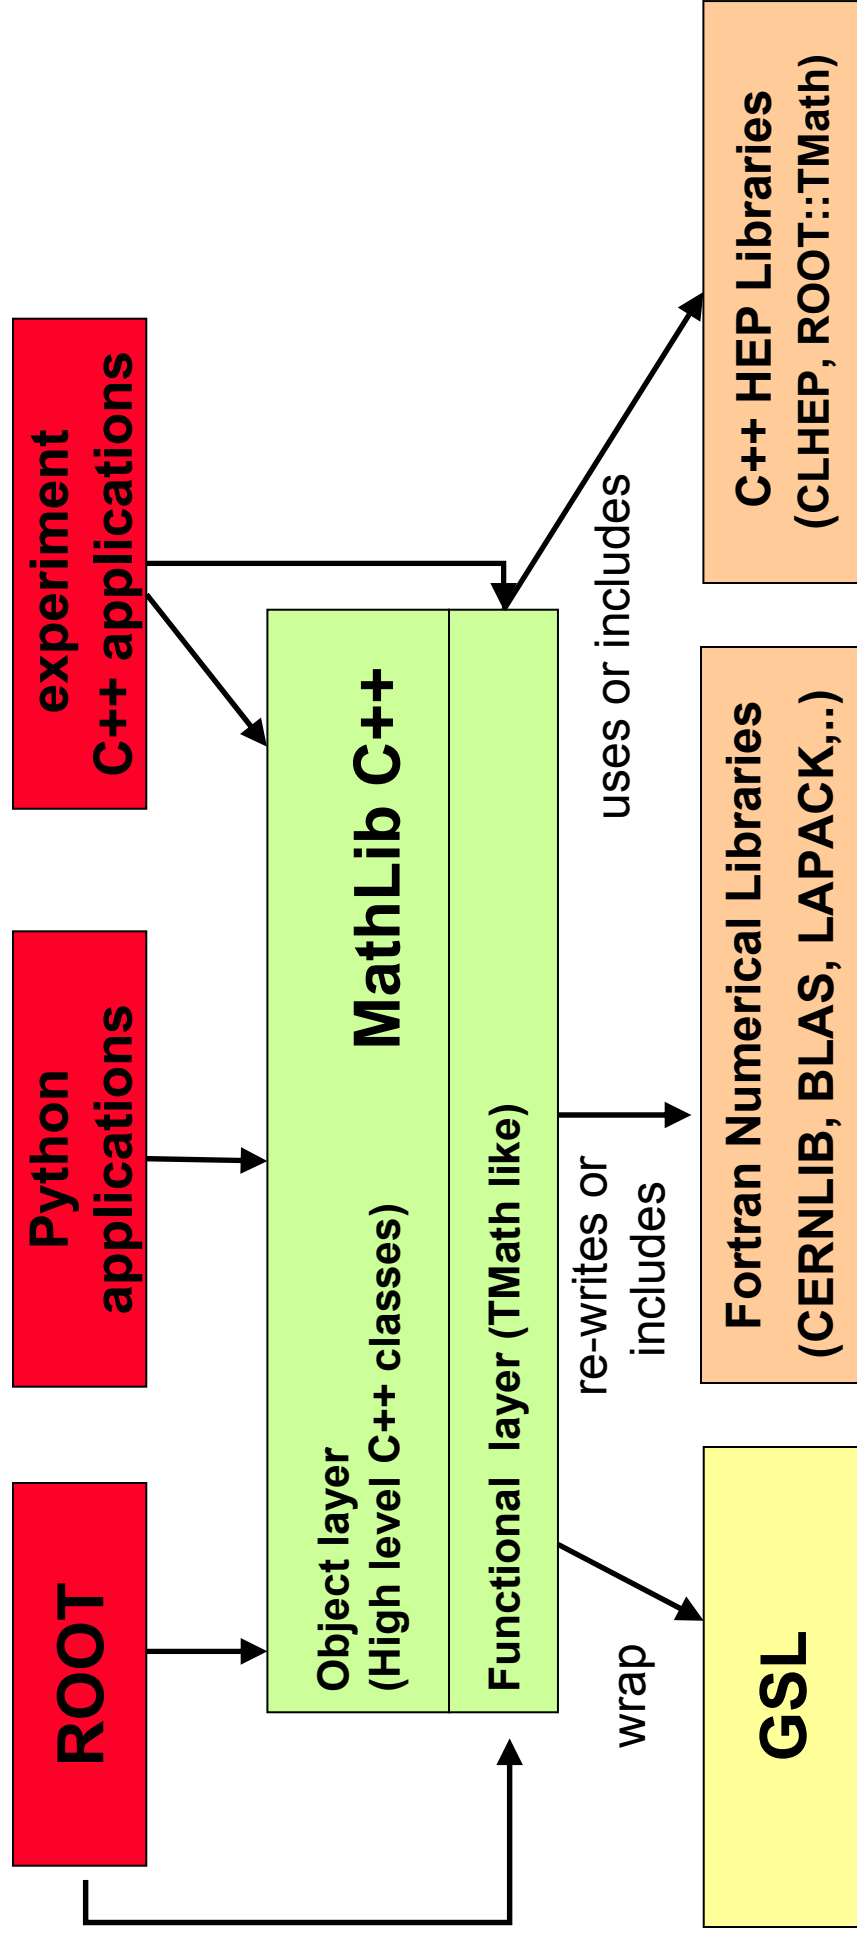 ROOT
Python
applications
experiment
C++ applications
Object layer
(High level C++ classes)
MathLib C++
Functional layer (TMath like)
wrap
re-writes or
includes
uses or includes
GSL
Fortran Numerical Libraries
(CERNLIB, BLAS, LAPACK,..)
C++ HEP Libraries
(CLHEP, ROOT::TMath)